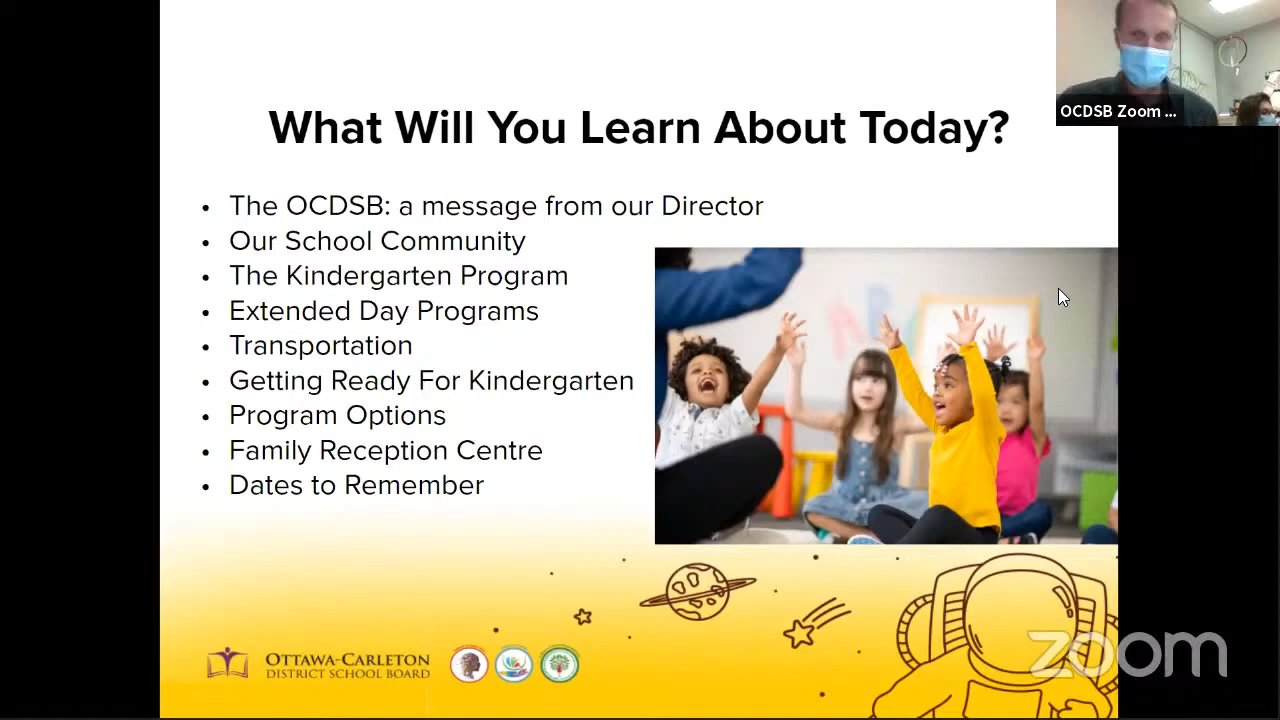 What Will You Learn About Today?
OCDSB Zoom ...
• The OCDSB: a message from our Director
• Our School Community
• The Kindergarten Program
• Extended Day Programs
• Transportation
• Getting Ready For Kindergarten
• Program Options
• Family Reception Centre
• Dates to Remember
OTTAWA-CARLETON
DISTRICT SCHOOL BOARD
zoom